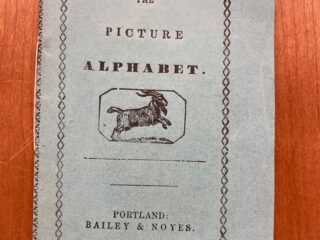 THE
PICTURE
ALPHABET.
PORTLAND:
BAILEY & NOYES.